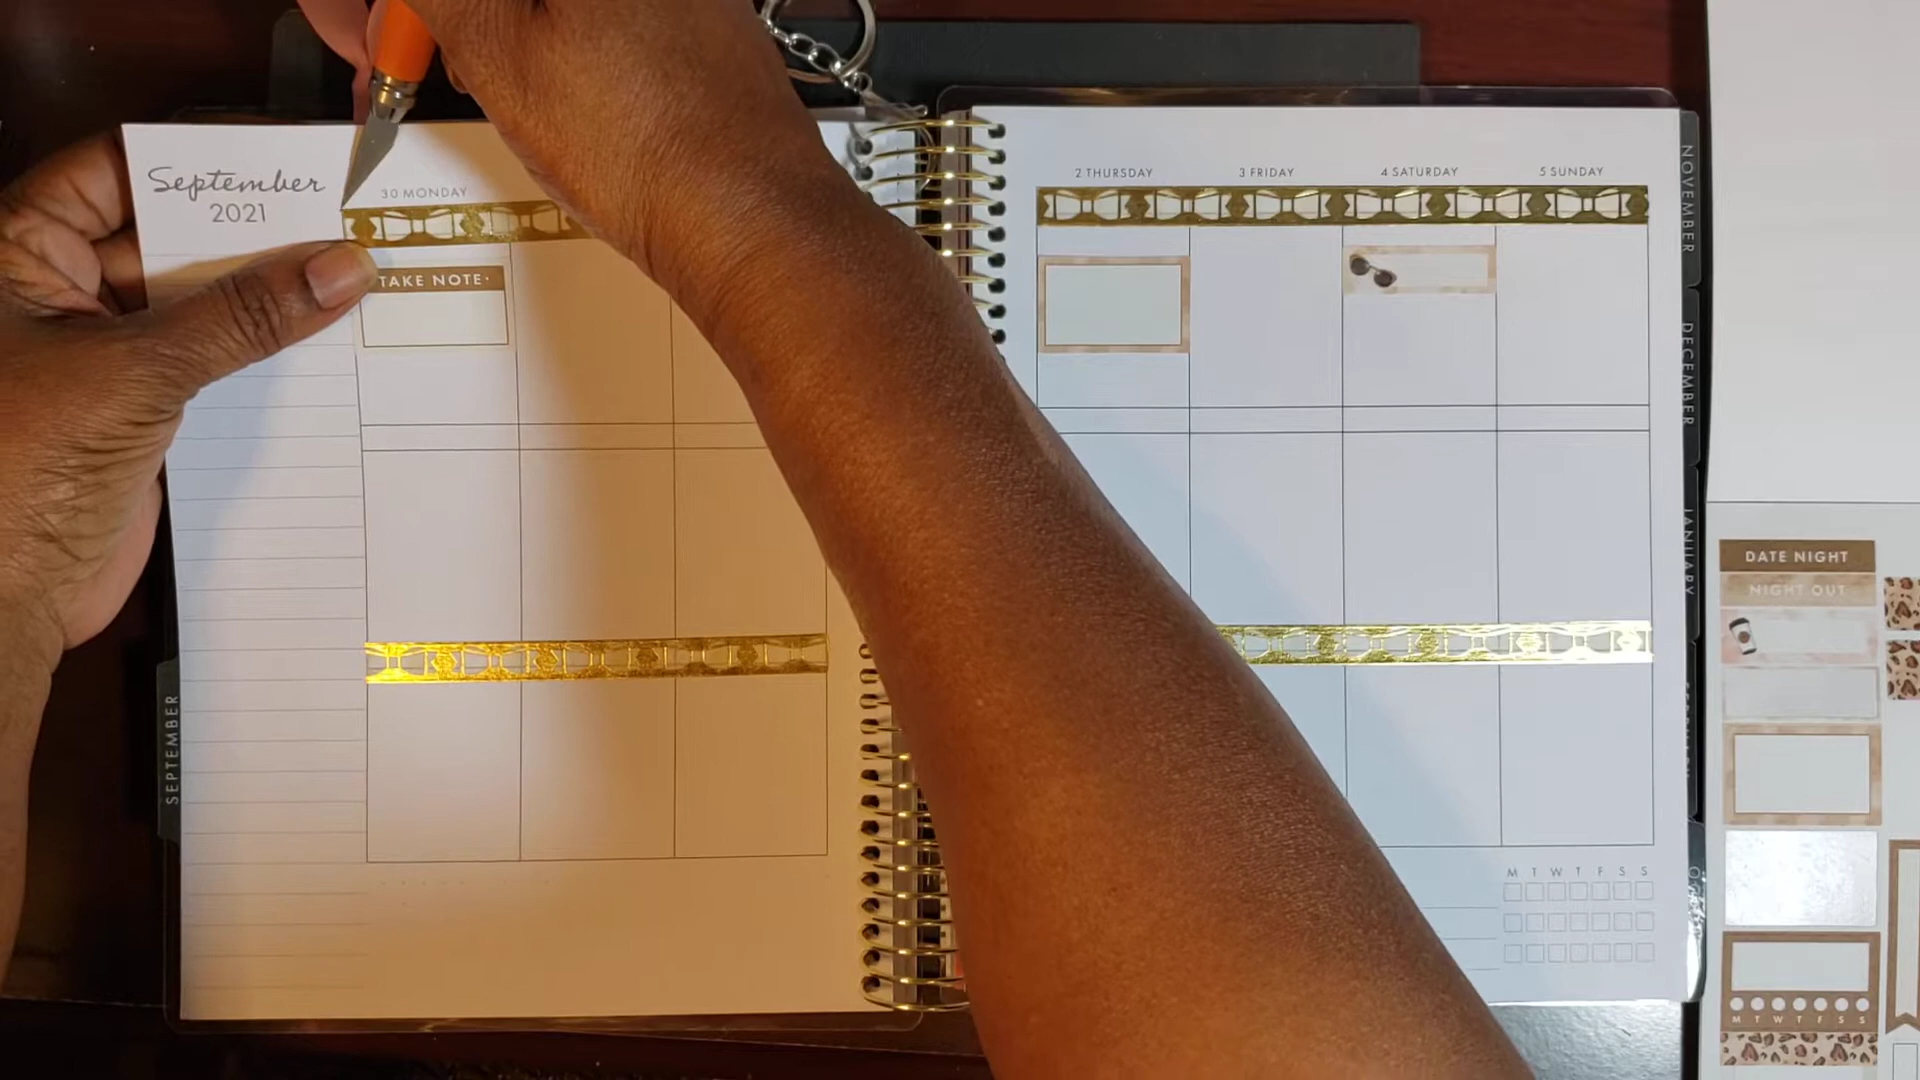 September
2021
30 MONDAY
TAKE NOTE·
SEPTEMBER
2 THURSDAY
3 FRIDAY
4 SATURDAY
5 SUNDAY
M T W T F S S
NOVEMBER
DECEMBER
JANUARY
DATE NIGHT
NIGHT OUT
M T W T F S S